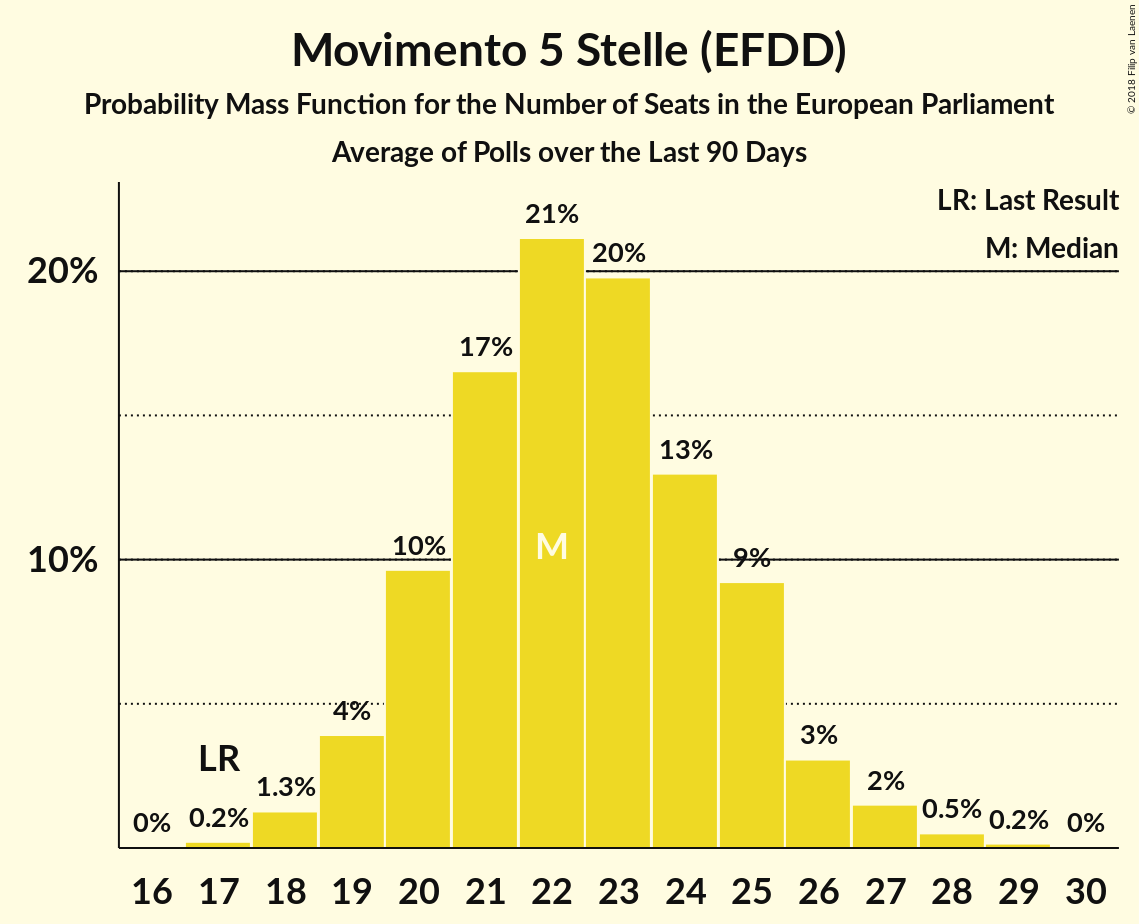 Movimento 5 Stelle (EFDD)
Probability Mass Function for the Number of Seats in the European Parliament
Average of Polls over the Last 90 Days
© 2018 Filip van Laenen
LR: Last Result
M: Median
20%
10%
0%
0.2%
1.3%
4%
10%
17%
21%
20%
13%
9%
3%
2%
0.5%
0.2%
0%
LR
M
16 17 18 19 20 21 22 23 24 25 26 27 28 29 30